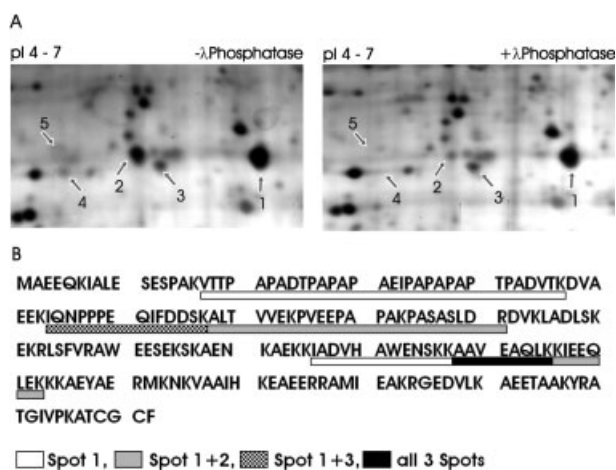 A
pI 4 - 7 -λPhosphatase
pI 4 - 7 +λPhosphatase
5
4
2
3
1
5
4
2
3
1
B
MAEEQKIALE SESPAKVTTP APADTPAPAP AEIPAPAPAP TPADVTKDVA
EEKIQNPPPE QIFDDSKALT VVEKPVEEPA PAKPASASLD RDVKLADLSK
EKRLSFVRAW EESEKSKAEN KAEKKIADVH AWENSKKAAV EAQLKKIEEQ
LEKKKAEYAE RMKNKVAAIH KEAEERRAMI EAKRGEDVLK AEETAAKYRA
TGIVPKATCG CF
Spot 1, Spot 1+2, Spot 1+3, all 3 Spots